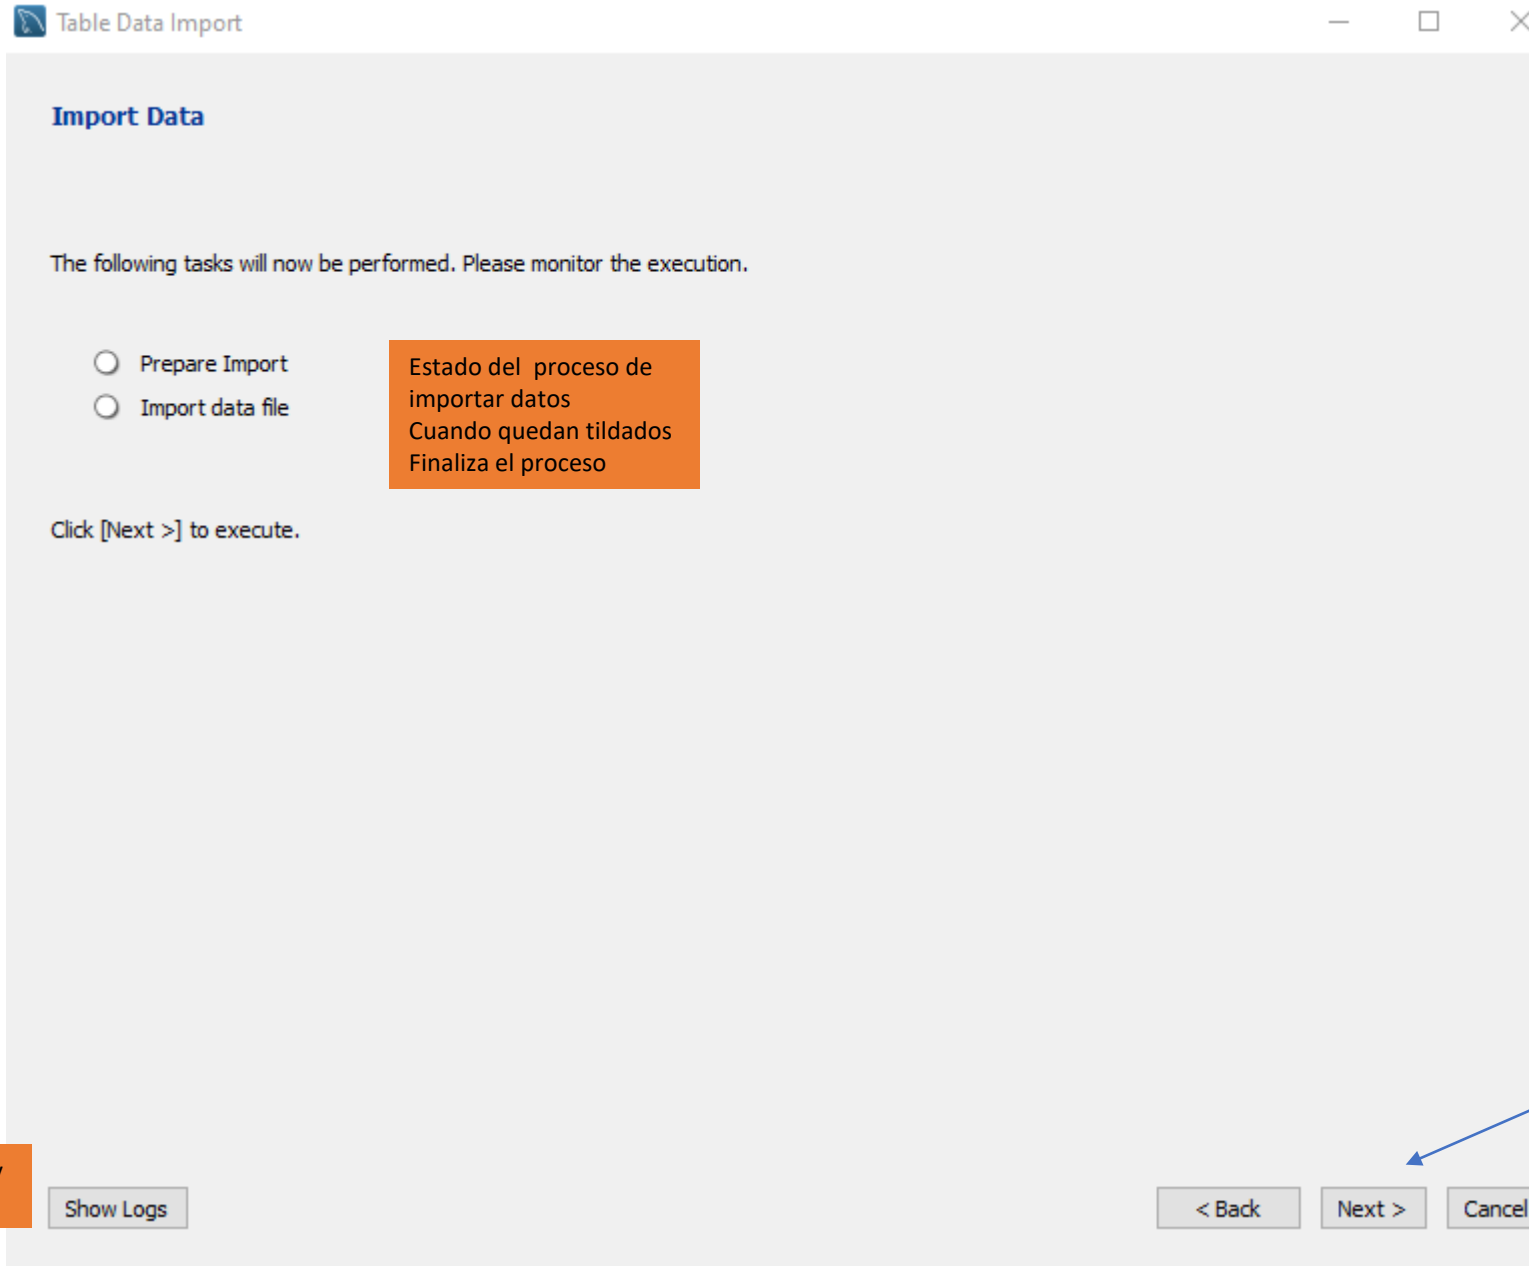 Table Data Import
Import Data
The following tasks will now be performed. Please monitor the execution.
Prepare Import
Import data file
Estado del  proceso de
importar datos
Cuando quedan tildados
Finaliza el proceso
Click [Next >] to execute.
Show Logs
< Back
Next >
Cancel